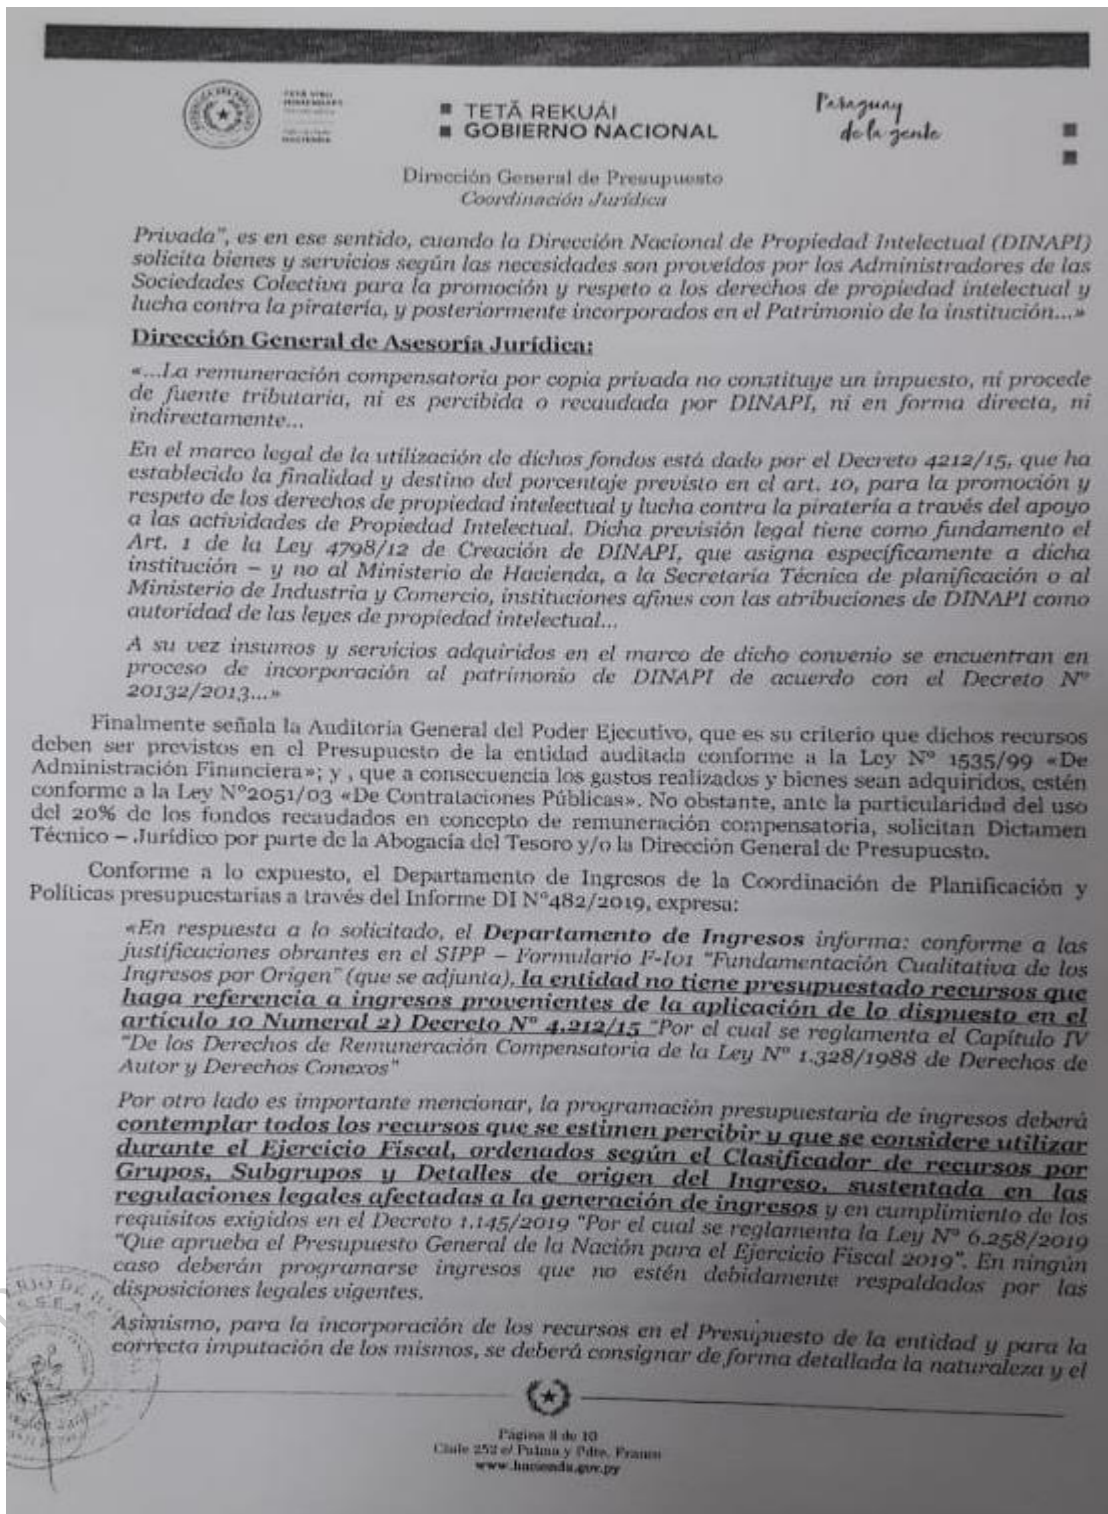 TETÃ REKUÁI
GOBIERNO NACIONAL
Paraguay
de la gente
Dirección General de Presupuesto
Coordinación Jurídica
Privada", es en ese sentido, cuando la Dirección Nacional de Propiedad Intelectual (DINAPI)
solicita bienes y servicios según las necesidades son proveídos por los Administradores de las
Sociedades Colectiva para la promoción y respeto a los derechos de propiedad intelectual y
lucha contra la piratería, y posteriormente incorporados en el Patrimonio de la institución...»
Dirección General de Asesoría Jurídica:
«...La remuneración compensatoria por copia privada no constituye un impuesto, ni procede
de fuente tributaria, ni es percibida o recaudada por DINAPI, ni en forma directa, ni
indirectamente...
En el marco legal de la utilización de dichos fondos está dado por el Decreto 4212/15, que ha
establecido la finalidad y destino del porcentaje previsto en el art. 10, para la promoción y
respeto de los derechos de propiedad intelectual y lucha contra la piratería a través del apoyo
a las actividades de Propiedad Intelectual. Dicha previsión legal tiene como fundamento el
Art. 1 de la Ley 4798/12 de Creación de DINAPI, que asigna específicamente a dicha
institución – y no al Ministerio de Hacienda, a la Secretaría Técnica de planificación o al
Ministerio de Industria y Comercio, instituciones afines con las atribuciones de DINAPI como
autoridad de las leyes de propiedad intelectual...
A su vez insumos y servicios adquiridos en el marco de dicho convenio se encuentran en
proceso de incorporación al patrimonio de DINAPI de acuerdo con el Decreto N°
20132/2013...»
Finalmente señala la Auditoria General del Poder Ejecutivo, que es su criterio que dichos recursos
deben ser previstos en el Presupuesto de la entidad auditada conforme a la Ley N° 1535/99 «De
Administración Financiera»; y , que a consecuencia los gastos realizados y bienes sean adquiridos, estén
conforme a la Ley N°2051/03 «De Contrataciones Públicas». No obstante, ante la particularidad del uso
del 20% de los fondos recaudados en concepto de remuneración compensatoria, solicitan Dictamen
Técnico – Jurídico por parte de la Abogacía del Tesoro y/o la Dirección General de Presupuesto.
Conforme a lo expuesto, el Departamento de Ingresos de la Coordinación de Planificación y
Políticas presupuestarias a través del Informe DI N°482/2019, expresa:
«En respuesta a lo solicitado, el Departamento de Ingresos informa: conforme a las
justificaciones obrantes en el SIPP – Formulario F-I01 "Fundamentación Cualitativa de los
Ingresos por Origen" (que se adjunta), la entidad no tiene presupuestado recursos que
haga referencia a ingresos provenientes de la aplicación de lo dispuesto en el
artículo 10 Numeral 2) Decreto N° 4.212/15 "Por el cual se reglamenta el Capítulo IV
"De los Derechos de Remuneración Compensatoria de la Ley N° 1.328/1988 de Derechos de
Autor y Derechos Conexos"
Por otro lado es importante mencionar, la programación presupuestaria de ingresos deberá
contemplar todos los recursos que se estimen percibir y que se considere utilizar
durante el Ejercicio Fiscal, ordenados según el Clasificador de recursos por
Grupos, Subgrupos y Detalles de origen del Ingreso, sustentada en las
regulaciones legales afectadas a la generación de ingresos y en cumplimiento de los
requisitos exigidos en el Decreto 1.145/2019 "Por el cual se reglamenta la Ley N° 6.258/2019
"Que aprueba el Presupuesto General de la Nación para el Ejercicio Fiscal 2019". En ningún
caso deberán programarse ingresos que no estén debidamente respaldados por las
disposiciones legales vigentes.
Asimismo, para la incorporación de los recursos en el Presupuesto de la entidad y para la
correcta imputación de los mismos, se deberá consignar de forma detallada la naturaleza y el
Página 8 de 10
Chile 252 e/ Palma y Pdte. Franco
www.hacienda.gov.py